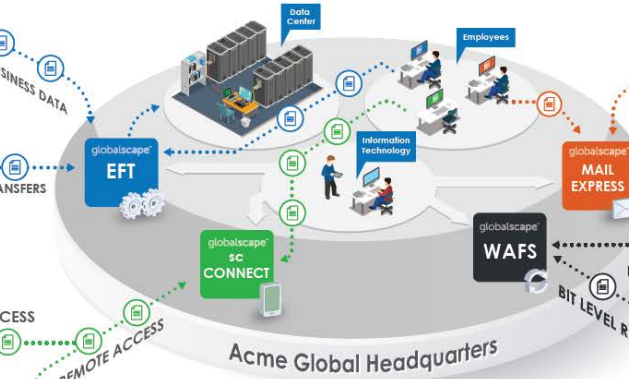 Data
Center
Employees
SINESS DATA
globalscape
EFT
Information
Technology
globalscape
MAIL
EXPRESS
ANSFERS
globalscape
SC
CONNECT
globalscape
WAFS
CESS
REMOTE ACCESS
BIT LEVEL R
Acme Global Headquarters